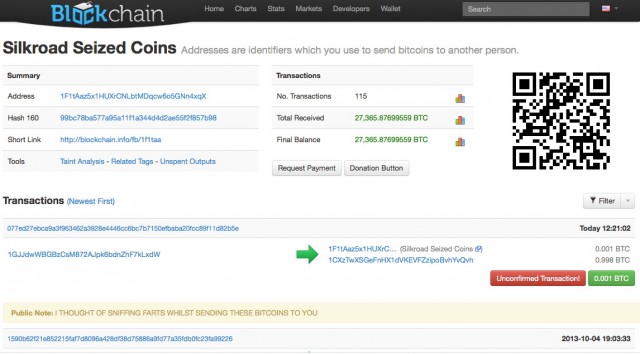 Blockchain
Home Charts Stats Markets Developers Wallet Search
Silkroad Seized Coins Addresses are identifiers which you use to send bitcoins to another person.
Summary
Address 1F1tAaz5x1HUXrCNLbtMDqcw6o5GNn4xqX
Hash 160 99bc78ba577a95a11f1a344d4d2ae55f2f857b98
Short Link http://blockchain.info/fb/1f1taa
Tools Taint Analysis - Related Tags - Unspent Outputs
Transactions
No. Transactions 115
Total Received 27,365.87699559 BTC
Final Balance 27,365.87699559 BTC
Request Payment Donation Button
Transactions (Newest First)
Filter
077ed27ebca9a3f963462a3928e4446cc6bc7b7150efbaba20fcc89f11d82b5e Today 12:21:02
1GJJdwWBGBzCsM872AJpk6bdnZhF7kLxdW
1F1tAaz5x1HUXrC... (Silkroad Seized Coins) 0.001 BTC
1CXzTwXSGeFnHX1dVKEVFZzipoBvhYvQvh 0.998 BTC
Unconfirmed Transaction! 0.001 BTC
Public Note: I THOUGHT OF SNIFFING FARTS WHILST SENDING THESE BITCOINS TO YOU
1590b62f21e852215faf7d8096a428df38d75886a9fd77a35fdb0fc23fa99226 2013-10-04 19:03:33